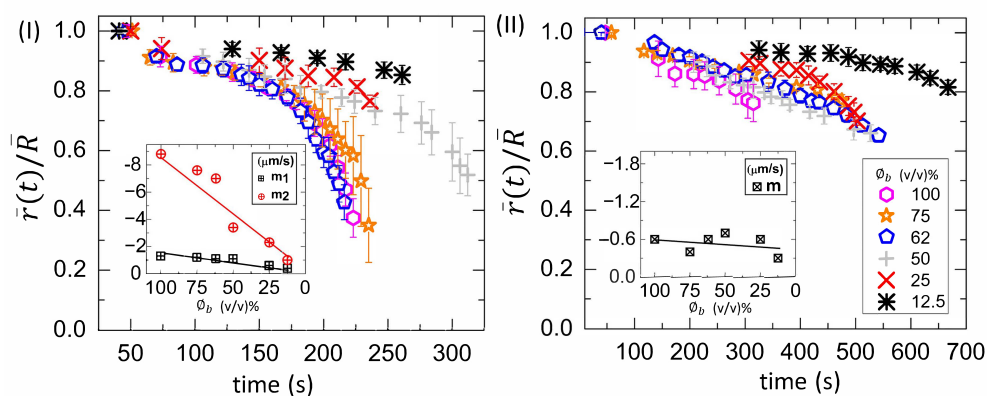 (I)
(II)
r̄(t)/R̄
1.0
0.8
0.6
0.4
0.2
0.0
50 100 150 200 250 300
time (s)
-8
-6
-4
-2
0
(μm/s)
m1
m2
100 75 50 25 0
∅b (v/v)%
r̄(t)/R̄
1.0
0.8
0.6
0.4
0.2
0.0
100 200 300 400 500 600 700
time (s)
-1.8
-1.2
-0.6
0.0
(μm/s)
m
100 75 50 25 0
∅b (v/v)%
∅b (v/v)%
100
75
62
50
25
12.5